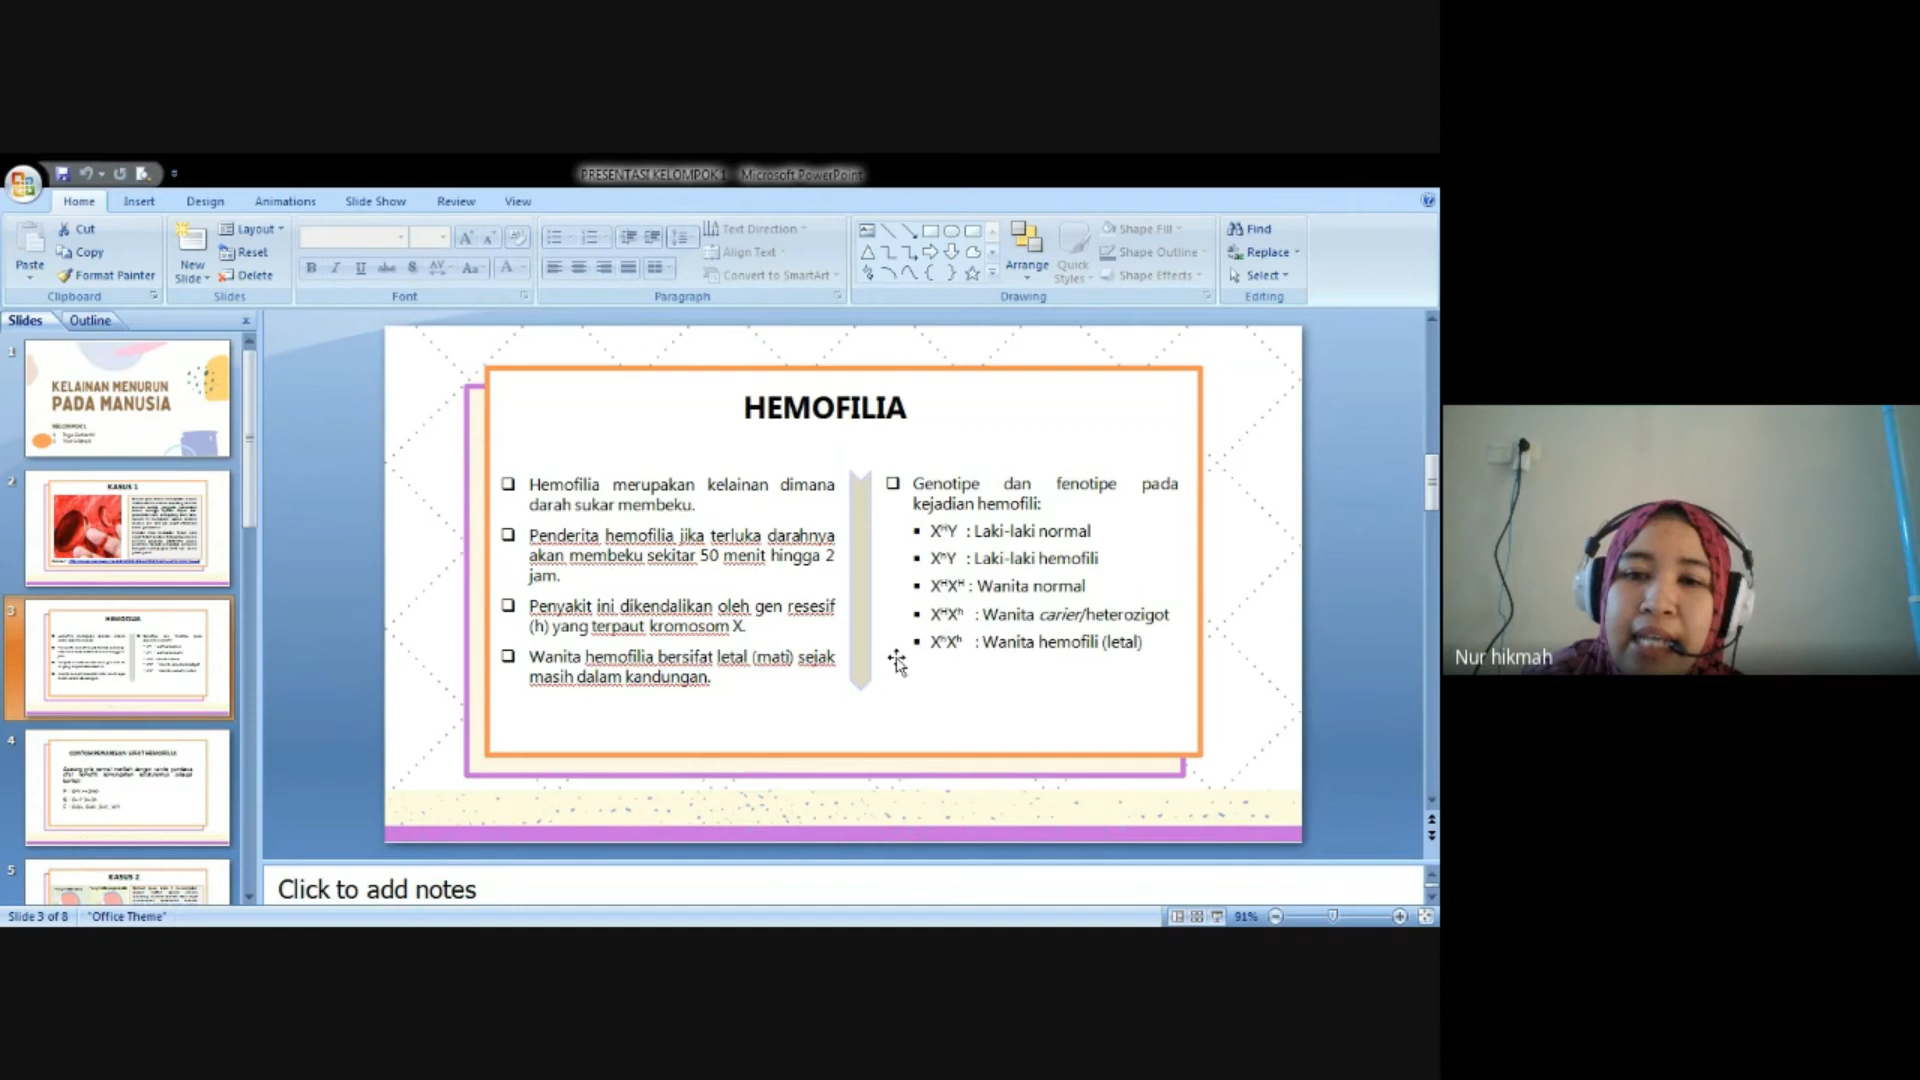 PRESENTASI KELOMPOK 1 - Microsoft PowerPoint
Home Insert Design Animations Slide Show Review View
Paste
Cut
Copy
Format Painter
Clipboard
New Slide
Layout
Reset
Delete
Slides
Font
Text Direction
Align Text
Convert to SmartArt
Paragraph
Arrange
Quick Styles
Shape Fill
Shape Outline
Shape Effects
Drawing
Find
Replace
Select
Editing
Slides Outline
1
KELAINAN MENURUN
PADA MANUSIA
2
KASUS 1
3
HEMOFILIA
4
5
KASUS 2
HEMOFILIA
Hemofilia merupakan kelainan dimana
darah sukar membeku.
Penderita hemofilia jika terluka darahnya
akan membeku sekitar 50 menit hingga 2
jam.
Penyakit ini dikendalikan oleh gen resesif
(h) yang terpaut kromosom X.
Wanita hemofilia bersifat letal (mati) sejak
masih dalam kandungan.
Genotipe dan fenotipe pada
kejadian hemofili:
XᴴY : Laki-laki normal
XʰY : Laki-laki hemofili
XᴴXᴴ : Wanita normal
XᴴXʰ : Wanita carier/heterozigot
XʰXʰ : Wanita hemofili (letal)
Click to add notes
Slide 3 of 8 "Office Theme" 91%
Nur hikmah